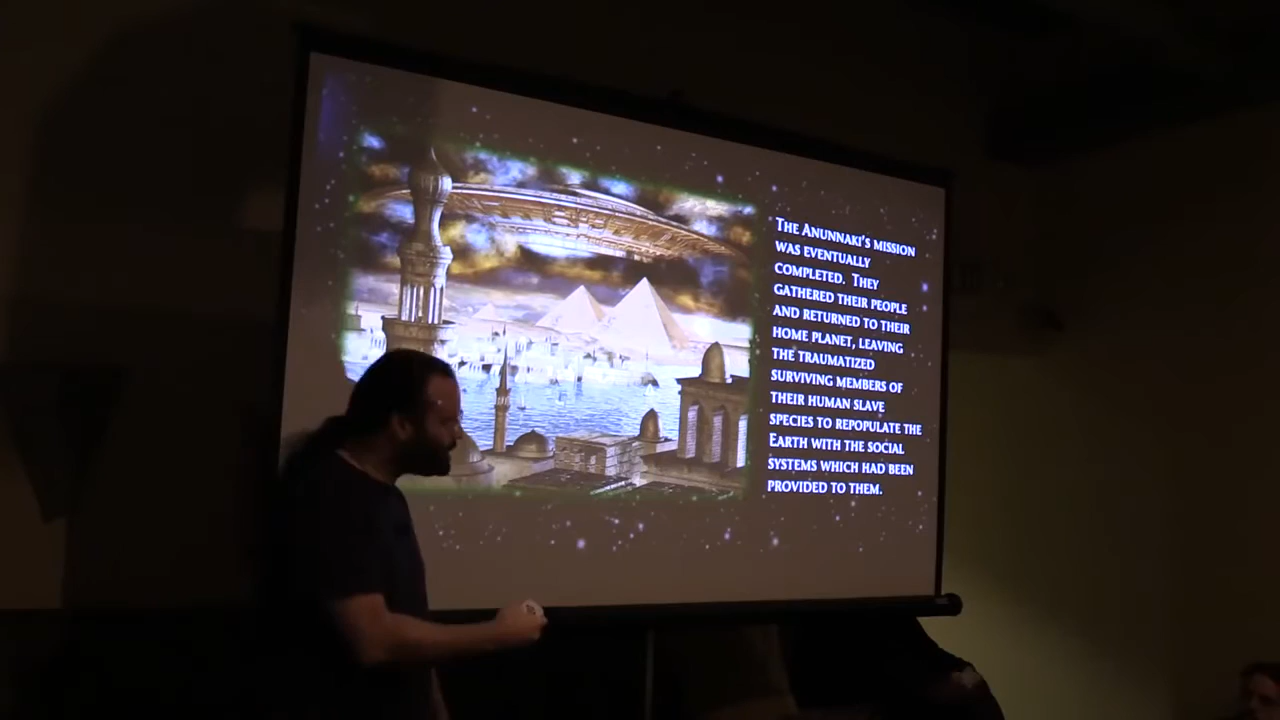 The Anunnaki's mission
was eventually
completed. They
gathered their people
and returned to their
home planet, leaving
the traumatized
surviving members of
their human slave
species to repopulate the
Earth with the social
systems which had been
provided to them.